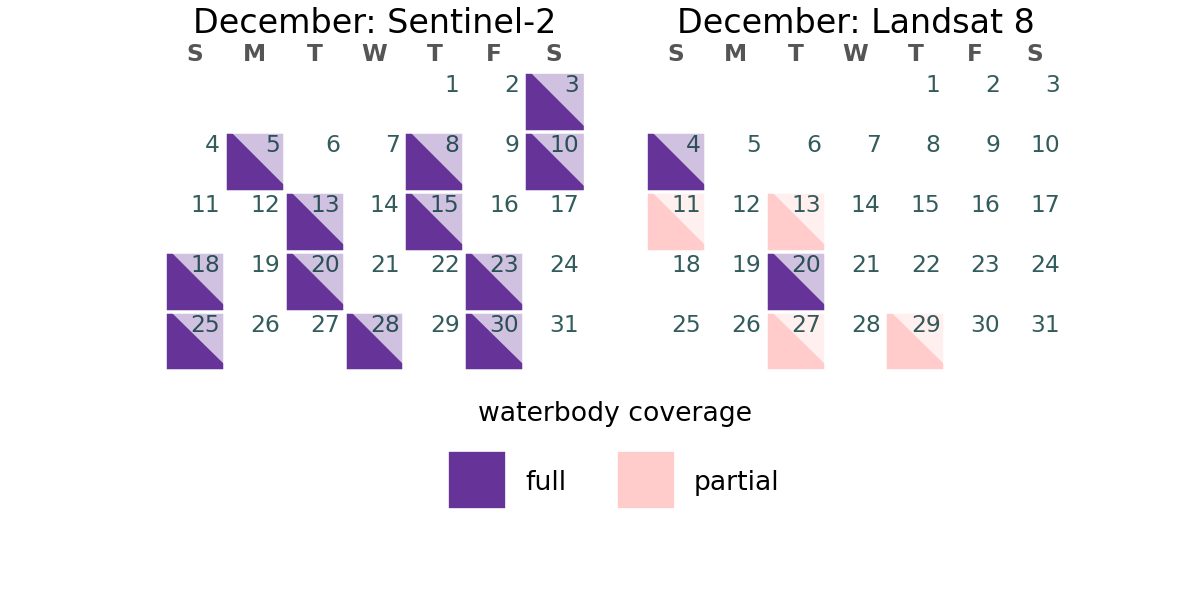 December: Sentinel-2
S M T W T F S
1 2 3
4 5 6 7 8 9 10
11 12 13 14 15 16 17
18 19 20 21 22 23 24
25 26 27 28 29 30 31
December: Landsat 8
S M T W T F S
1 2 3
4 5 6 7 8 9 10
11 12 13 14 15 16 17
18 19 20 21 22 23 24
25 26 27 28 29 30 31
waterbody coverage
full partial